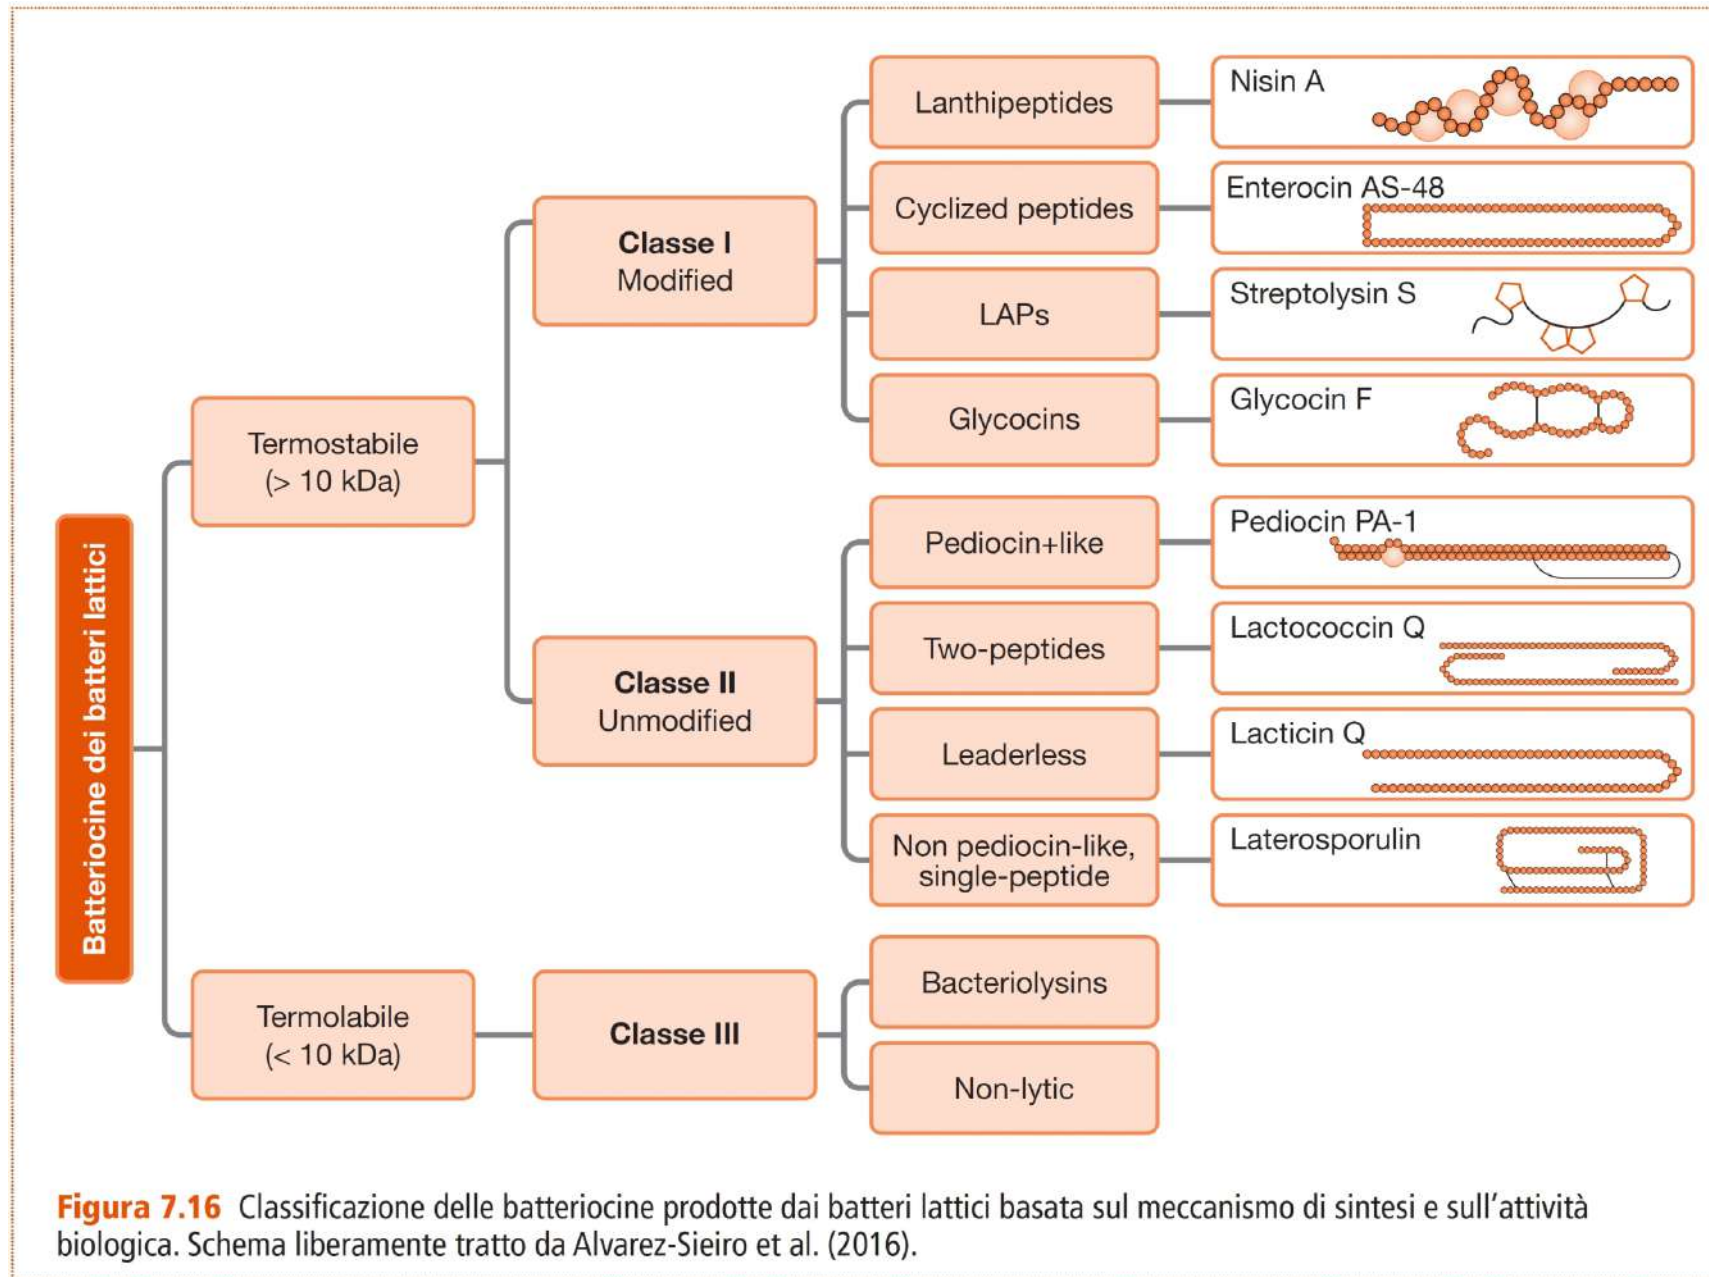 Batteriocine dei batteri lattici
Termostabile
(> 10 kDa)
Classe I
Modified
Lanthipeptides
Nisin A
Cyclized peptides
Enterocin AS-48
LAPs
Streptolysin S
Glycocins
Glycocin F
Classe II
Unmodified
Pediocin+like
Pediocin PA-1
Two-peptides
Lactococcin Q
Leaderless
Lacticin Q
Non pediocin-like,
single-peptide
Laterosporulin
Termolabile
(< 10 kDa)
Classe III
Bacteriolysins
Non-lytic
Figura 7.16 Classificazione delle batteriocine prodotte dai batteri lattici basata sul meccanismo di sintesi e sull'attività
biologica. Schema liberamente tratto da Alvarez-Sieiro et al. (2016).